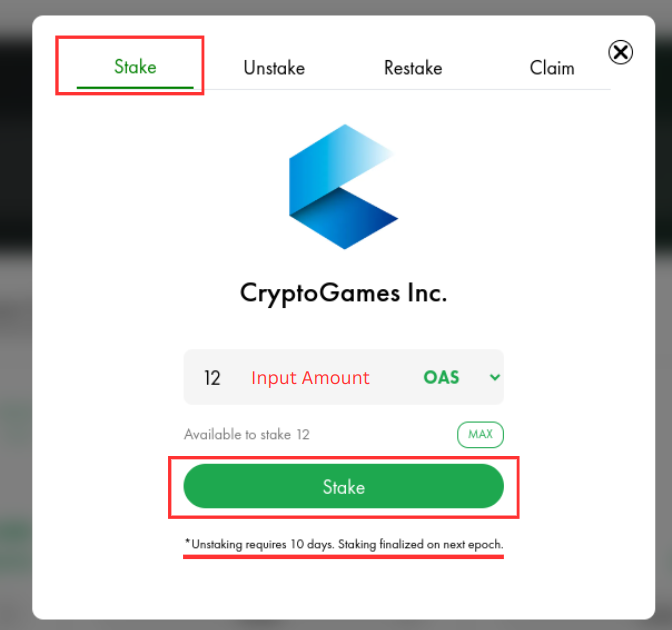 Stake Unstake Restake Claim
CryptoGames Inc.
12 Input Amount OAS
Available to stake 12 MAX
Stake
*Unstaking requires 10 days. Staking finalized on next epoch.